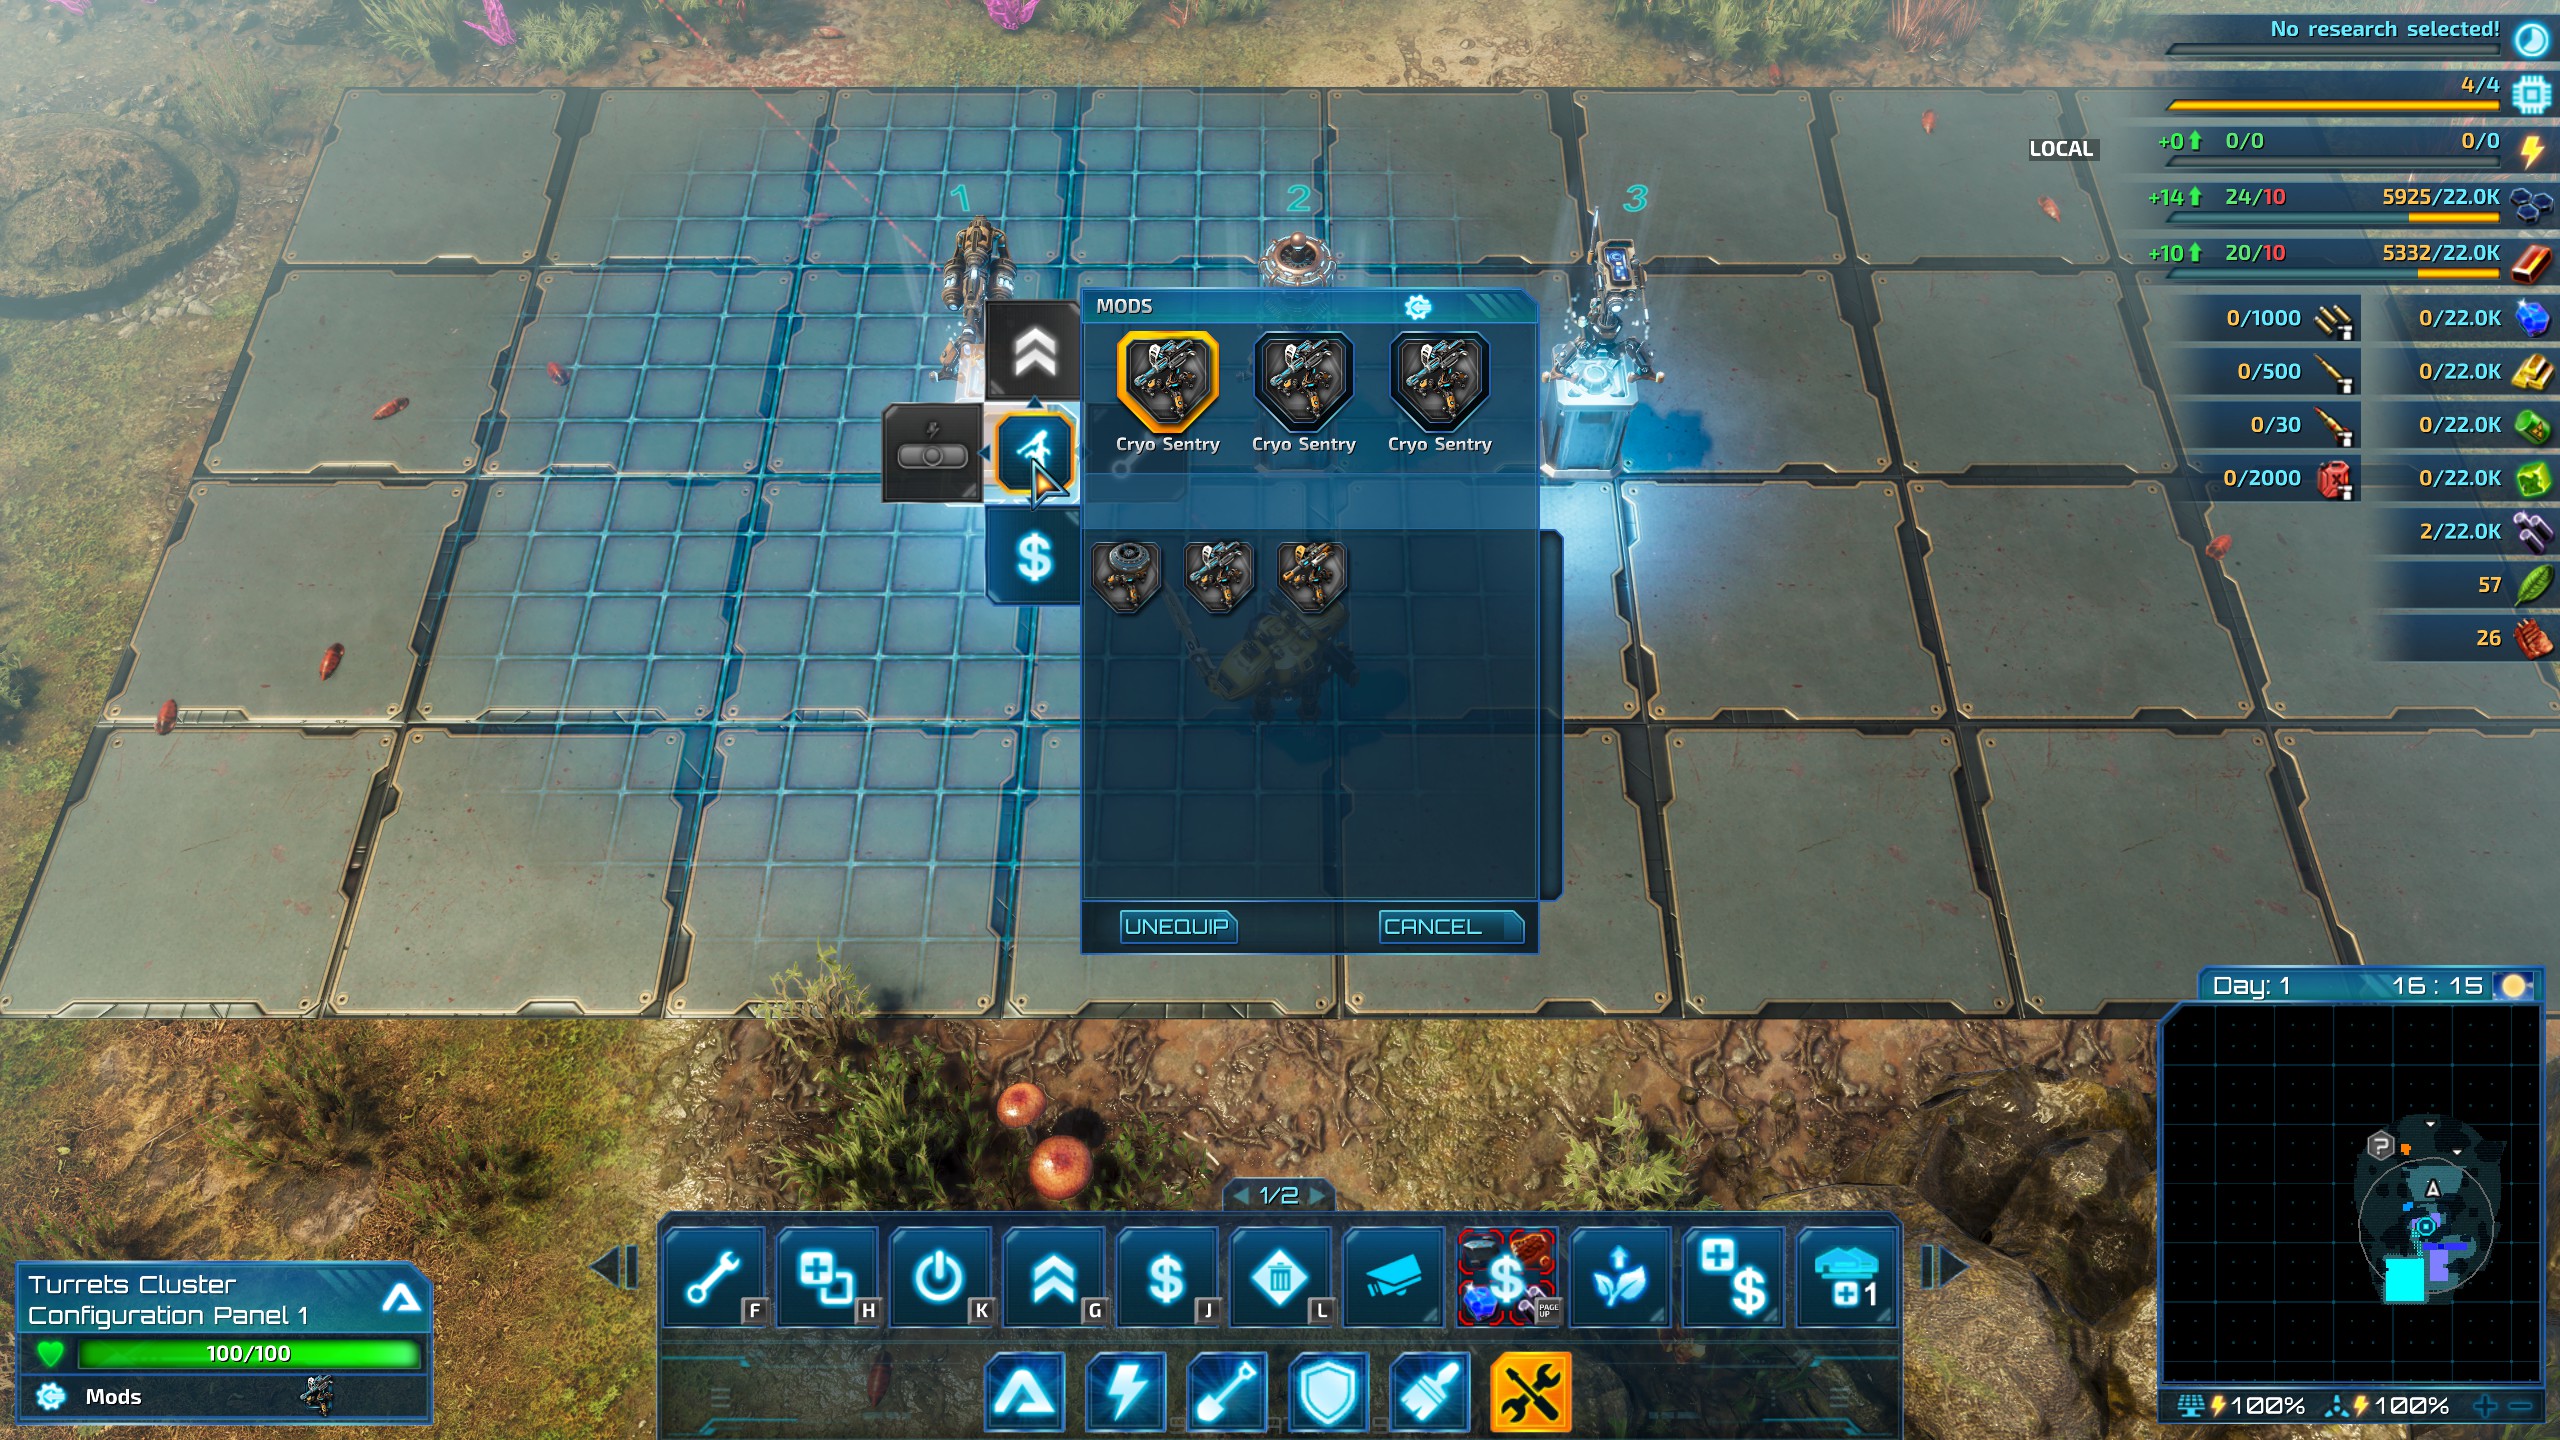 No research selected!
4/4
+0 0/0 0/0
LOCAL
+14 24/10 5925/22.0K
+10 20/10 5332/22.0K
0/1000 0/22.0K
0/500 0/22.0K
0/30 0/22.0K
0/2000 0/22.0K
2/22.0K
57
26
1
2
3
MODS
Cryo Sentry
Cryo Sentry
Cryo Sentry
UNEQUIP
CANCEL
Day: 1 16 : 15
1/2
F
H
K
G
J
L
PAGE UP
1
Turrets Cluster
Configuration Panel 1
100/100
Mods
100% 100%